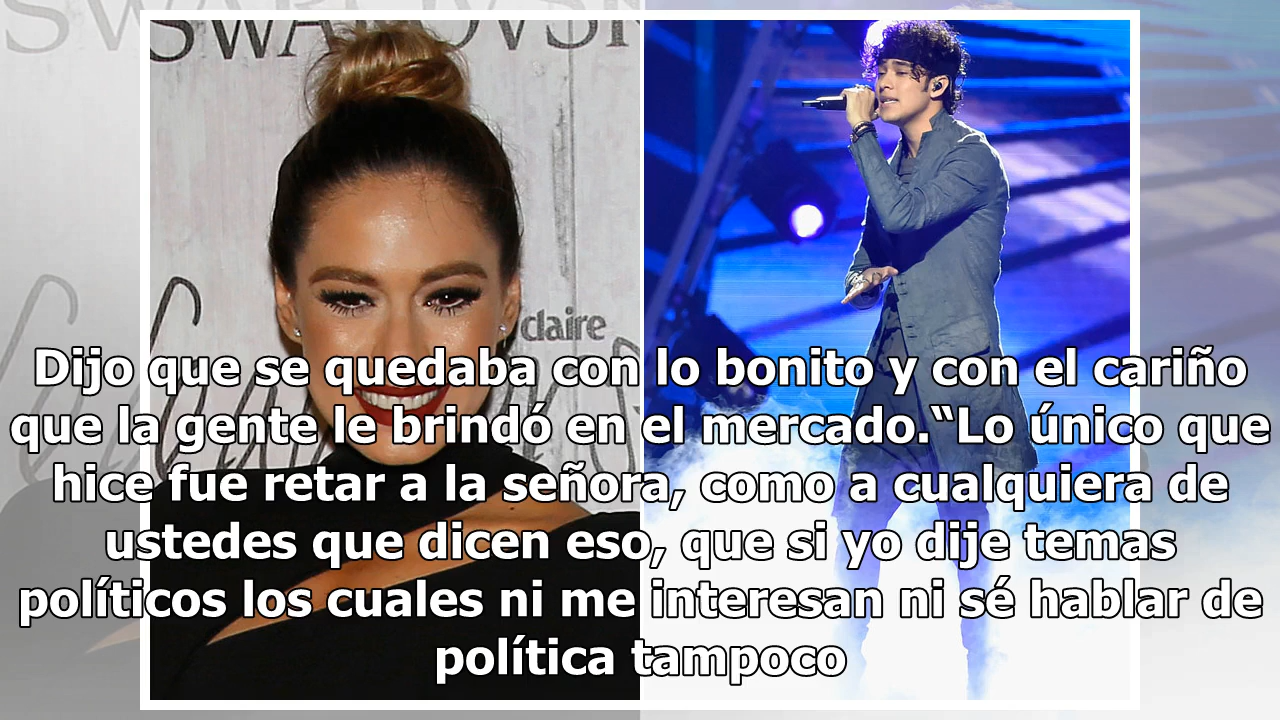 SWAROVSKI
claire
Dijo que se quedaba con lo bonito y con el cariño
que la gente le brindó en el mercado.“Lo único que
hice fue retar a la señora, como a cualquiera de
ustedes que dicen eso, que si yo dije temas
políticos los cuales ni me interesan ni sé hablar de
política tampoco